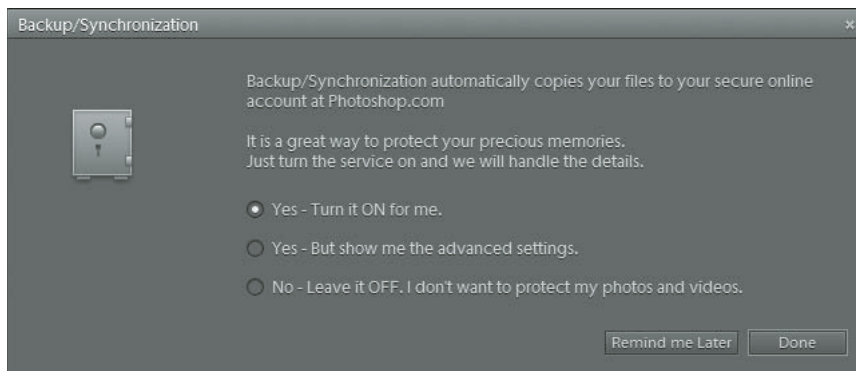 Backup/Synchronization
Backup/Synchronization automatically copies your files to your secure online
account at Photoshop.com
It is a great way to protect your precious memories.
Just turn the service on and we will handle the details.
Yes - Turn it ON for me.
Yes - But show me the advanced settings.
No - Leave it OFF. I don't want to protect my photos and videos.
Remind me Later Done